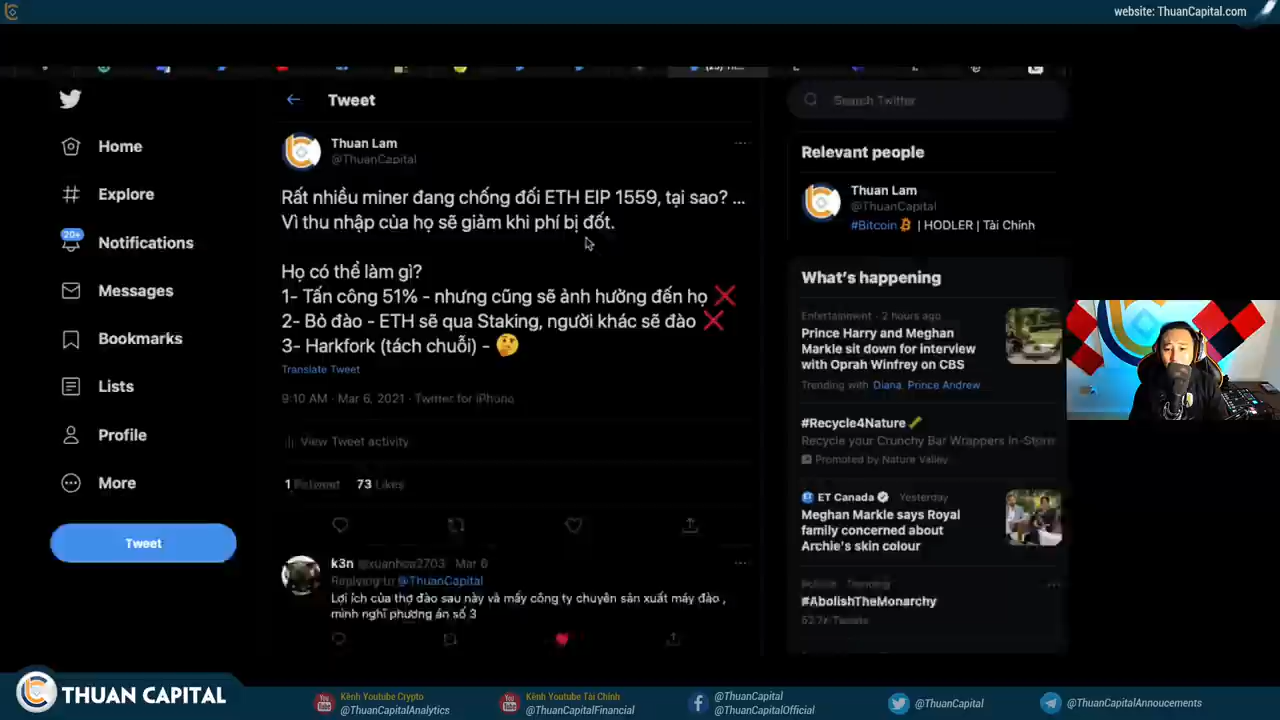 website: ThuanCapital.com
Tweet
Search Twitter
Home
Explore
20+
Notifications
Messages
Bookmarks
Lists
Profile
More
Tweet
Thuan Lam
@ThuanCapital
Rất nhiều miner đang chống đối ETH EIP 1559, tại sao? ...
Vì thu nhập của họ sẽ giảm khi phí bị đốt.
Họ có thể làm gì?
1- Tấn công 51% - nhưng cũng sẽ ảnh hưởng đến họ ❌
2- Bỏ đào - ETH sẽ qua Staking, người khác sẽ đào ❌
3- Harkfork (tách chuỗi) - 🤔
Translate Tweet
9:10 AM · Mar 6, 2021 · Twitter for iPhone
View Tweet activity
1 Retweet 73 Likes
k3n @xuanhoa2703 Mar 6
Replying to @ThuanCapital
Lợi ích của thợ đào sau này và mấy công ty chuyên sản xuất máy đào ,
mình nghĩ phương án số 3
Relevant people
Thuan Lam
@ThuanCapital
#Bitcoin | HODLER | Tài Chính
What's happening
Entertainment · 2 hours ago
Prince Harry and Meghan
Markle sit down for interview
with Oprah Winfrey on CBS
Trending with Diana, Prince Andrew
#Recycle4Nature
Recycle your Crunchy Bar Wrappers In-Store
Promoted by Nature Valley
ET Canada Yesterday
Meghan Markle says Royal
family concerned about
Archie's skin colour
Politics · Trending
#AbolishTheMonarchy
52.7K Tweets
THUAN CAPITAL
Kênh Youtube Crypto
@ThuanCapitalAnalytics
Kênh Youtube Tài Chính
@ThuanCapitalFinancial
@ThuanCapital
@ThuanCapitalOfficial
@ThuanCapital
@ThuanCapitalAnnoucements